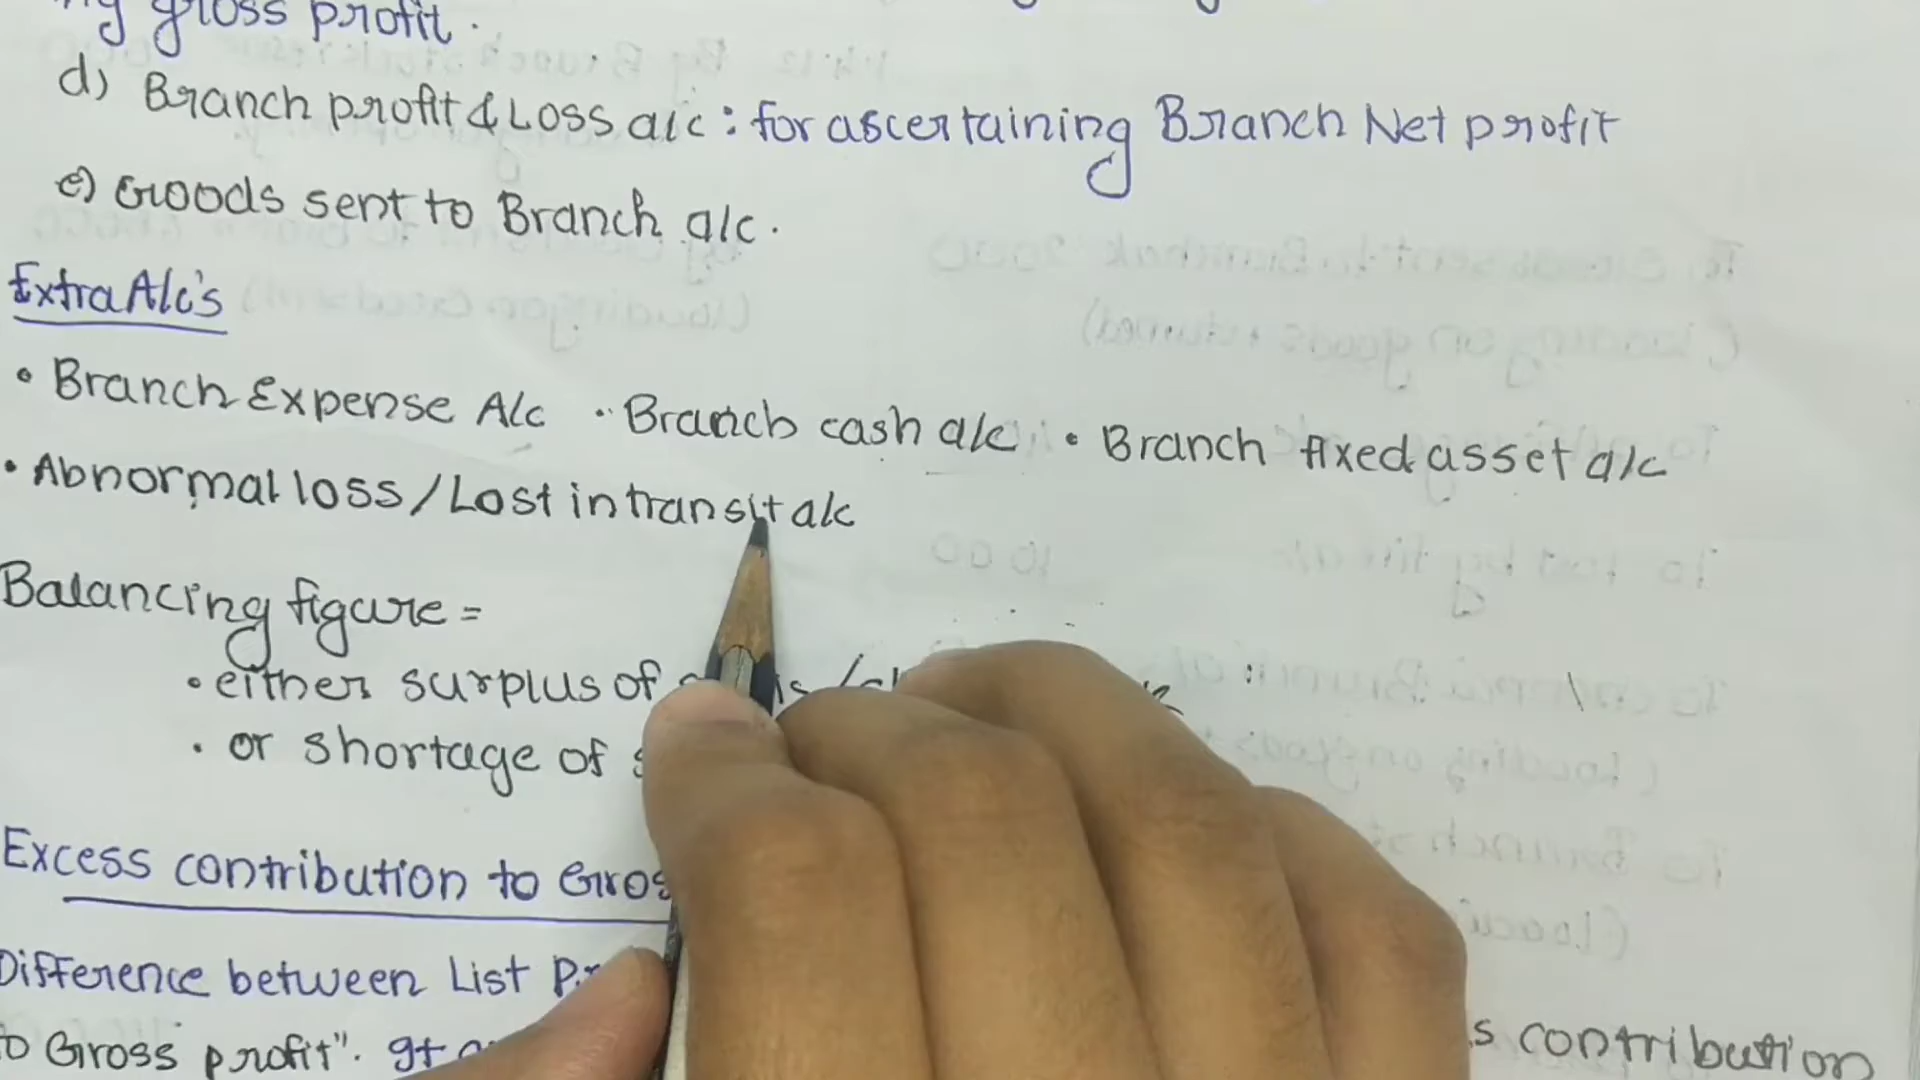 gross profit.
d) Branch profit & Loss a/c : for ascertaining Branch Net profit
e) Goods sent to Branch a/c.
Extra A/c's
• Branch Expense A/c • Branch cash a/c • Branch fixed asset a/c
• Abnormal loss/Lost in transit a/c
Balancing figure =
• either surplus of
• or shortage of
Excess contribution to
Difference between List
to Gross profit". contribution